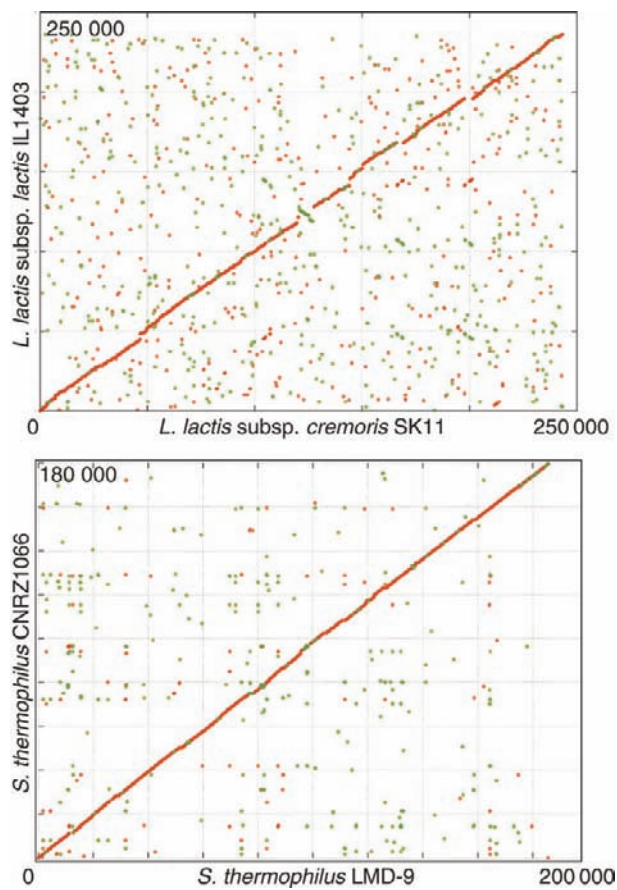 250 000
L. lactis subsp. lactis IL1403
0
L. lactis subsp. cremoris SK11
250 000
180 000
S. thermophilus CNRZ1066
0
S. thermophilus LMD-9
200 000